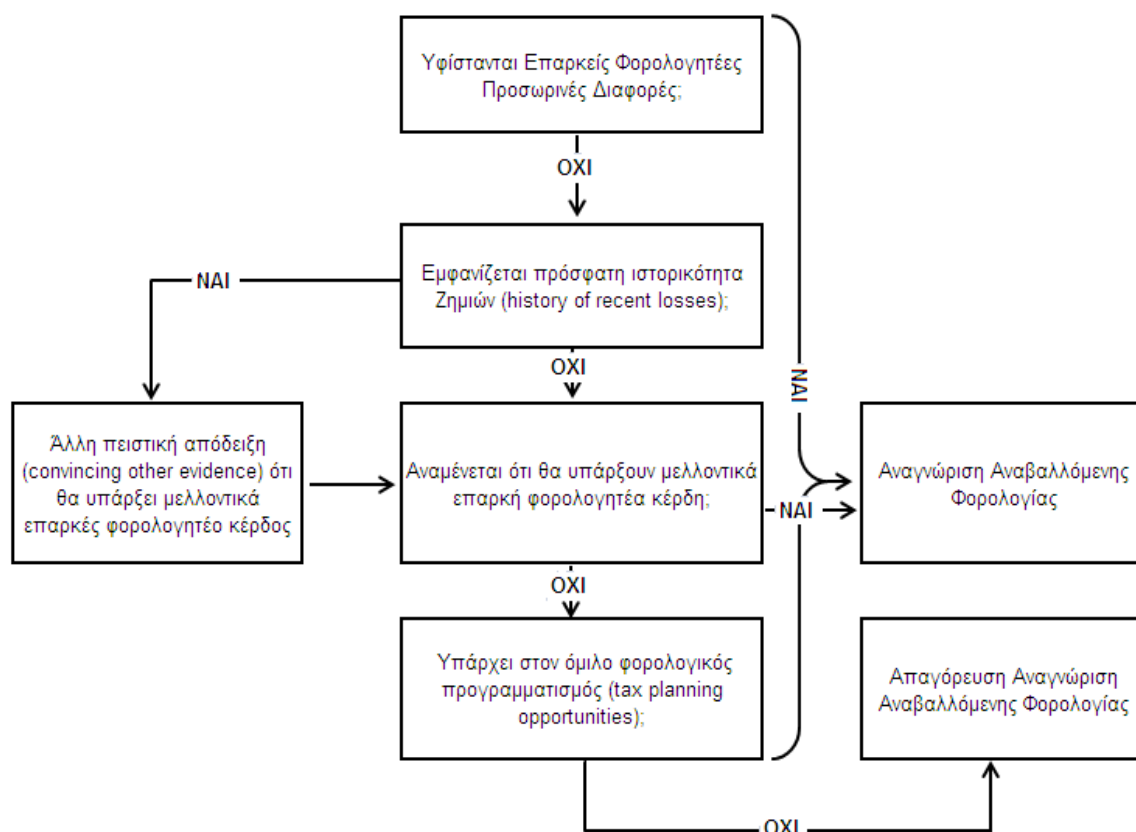 Υφίστανται Επαρκείς Φορολογητέες
Προσωρινές Διαφορές;
ΟΧΙ
Εμφανίζεται πρόσφατη ιστορικότητα
Ζημιών (history of recent losses);
ΝΑΙ
ΟΧΙ
ΝΑΙ
Άλλη πειστική απόδειξη
(convincing other evidence) ότι
θα υπάρξει μελλοντικά
επαρκές φορολογητέο κέρδος
Αναμένεται ότι θα υπάρξουν μελλοντικά
επαρκή φορολογητέα κέρδη;
ΝΑΙ
Αναγνώριση Αναβαλλόμενης
Φορολογίας
ΟΧΙ
Υπάρχει στον όμιλο φορολογικός
προγραμματισμός (tax planning
opportunities);
Απαγόρευση Αναγνώριση
Αναβαλλόμενης Φορολογίας
ΟΧΙ